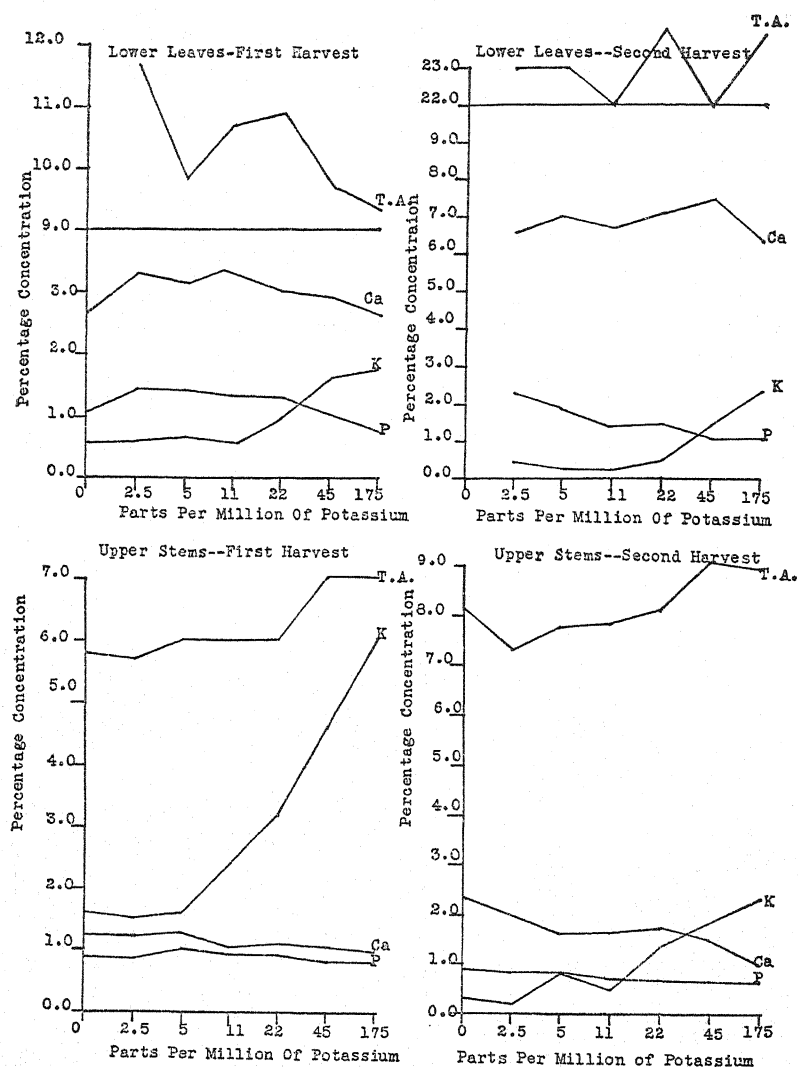 Lower Leaves-First Harvest
12.0
11.0
10.0
9.0
3.0
2.0
1.0
0.0
Percentage Concentration
T.A.
Ca
K
P
0 2.5 5 11 22 45 175
Parts Per Million Of Potassium
Lower Leaves--Second Harvest
T.A.
23.0
22.0
9.0
8.0
7.0
6.0
5.0
4.0
3.0
2.0
1.0
0.0
Percentage Concentraion
Ca
K
P
0 2.5 5 11 22 45 175
Parts Per Million Of Potassium
Upper Stems--First Harvest
7.0
6.0
5.0
4.0
3.0
2.0
1.0
0.0
Percentage Concentration
T.A.
K
Ca
P
0 2.5 5 11 22 45 175
Parts Per Million Of Potassium
Upper Stems--Second Harvest
9.0
8.0
7.0
6.0
5.0
4.0
3.0
2.0
1.0
0.0
Percentage Concentration
T.A.
K
Ca
P
0 2.5 5 11 22 45 175
Parts Per Million of Potassium